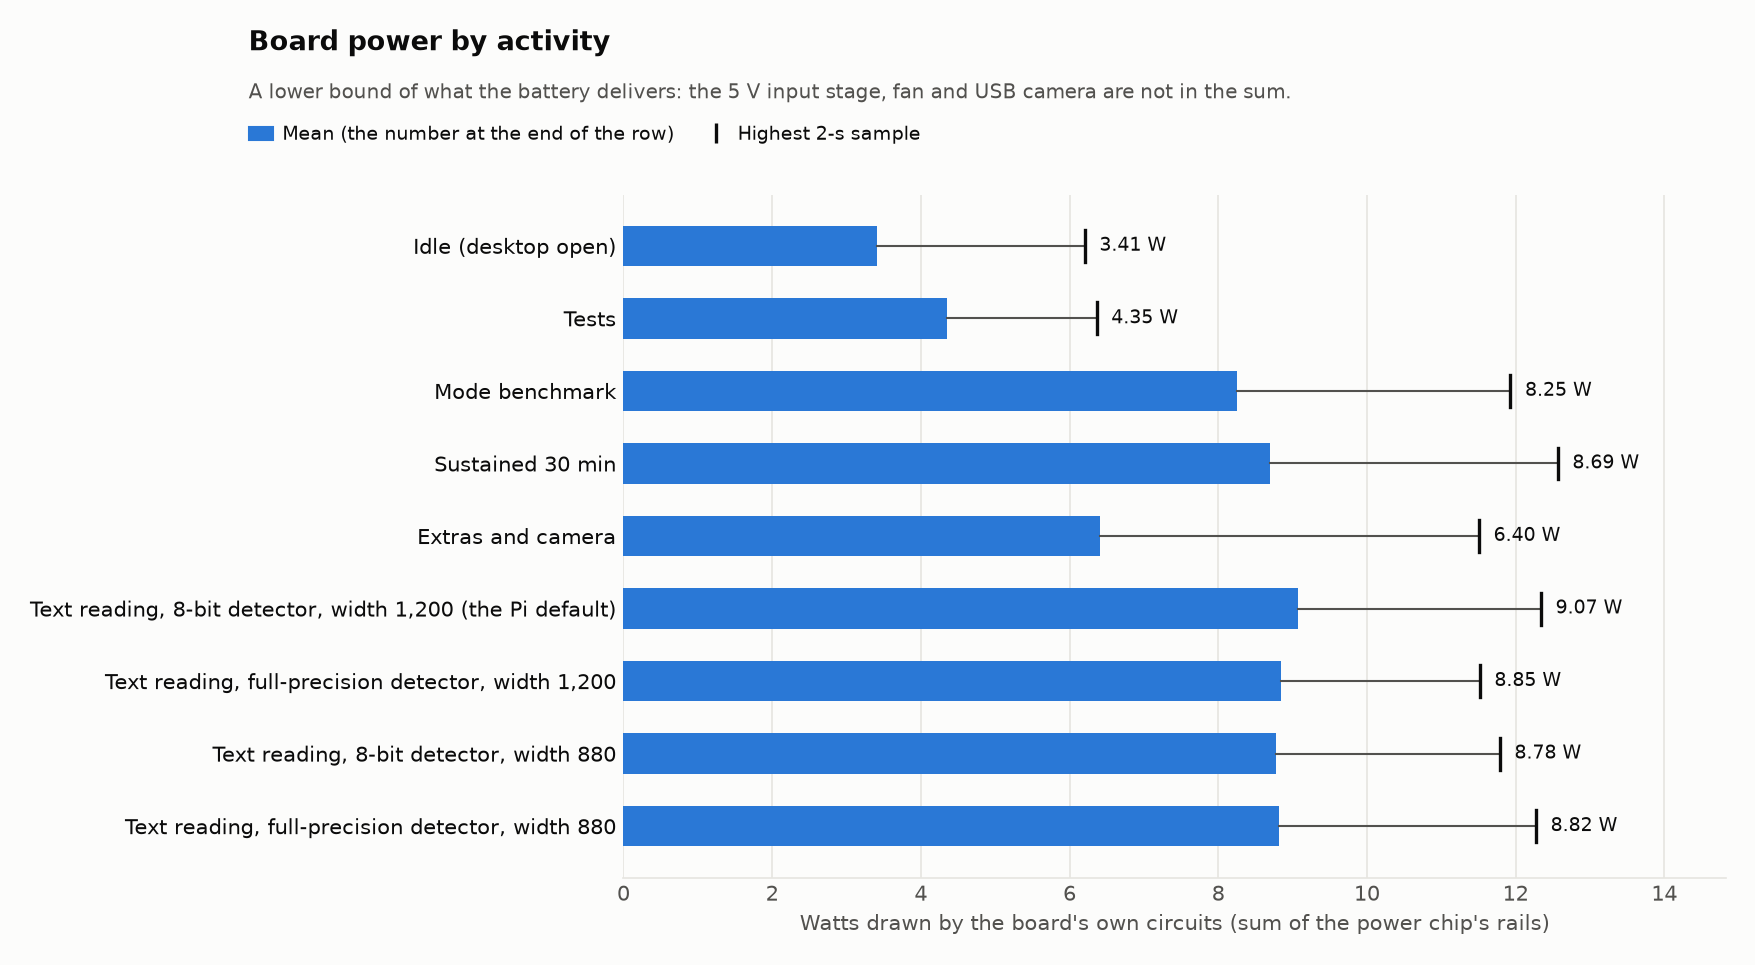 Board power by activity
A lower bound of what the battery delivers: the 5 V input stage, fan and USB camera are not in the sum.
Mean (the number at the end of the row) Highest 2-s sample
Idle (desktop open) 3.41 W
Tests 4.35 W
Mode benchmark 8.25 W
Sustained 30 min 8.69 W
Extras and camera 6.40 W
Text reading, 8-bit detector, width 1,200 (the Pi default) 9.07 W
Text reading, full-precision detector, width 1,200 8.85 W
Text reading, 8-bit detector, width 880 8.78 W
Text reading, full-precision detector, width 880 8.82 W
0 2 4 6 8 10 12 14
Watts drawn by the board's own circuits (sum of the power chip's rails)